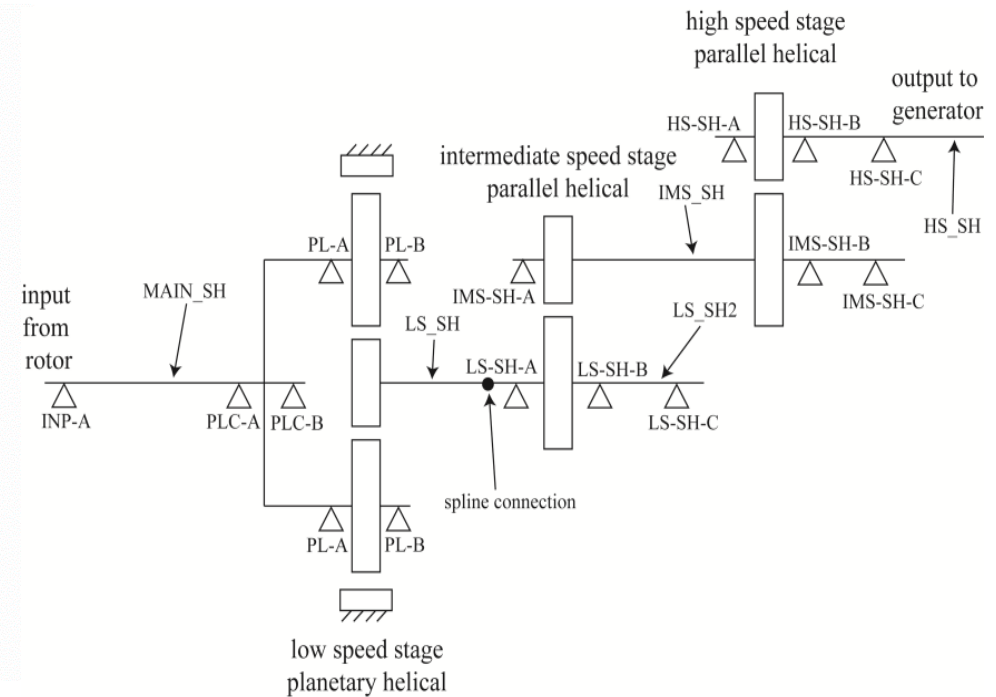 high speed stage
parallel helical
output to
generator
HS-SH-A
HS-SH-B
HS-SH-C
HS_SH
intermediate speed stage
parallel helical
IMS_SH
PL-A
PL-B
IMS-SH-A
IMS-SH-B
IMS-SH-C
input
from
rotor
MAIN_SH
LS_SH
LS_SH2
LS-SH-A
LS-SH-B
INP-A
PLC-A
PLC-B
LS-SH-C
spline connection
PL-A
PL-B
low speed stage
planetary helical